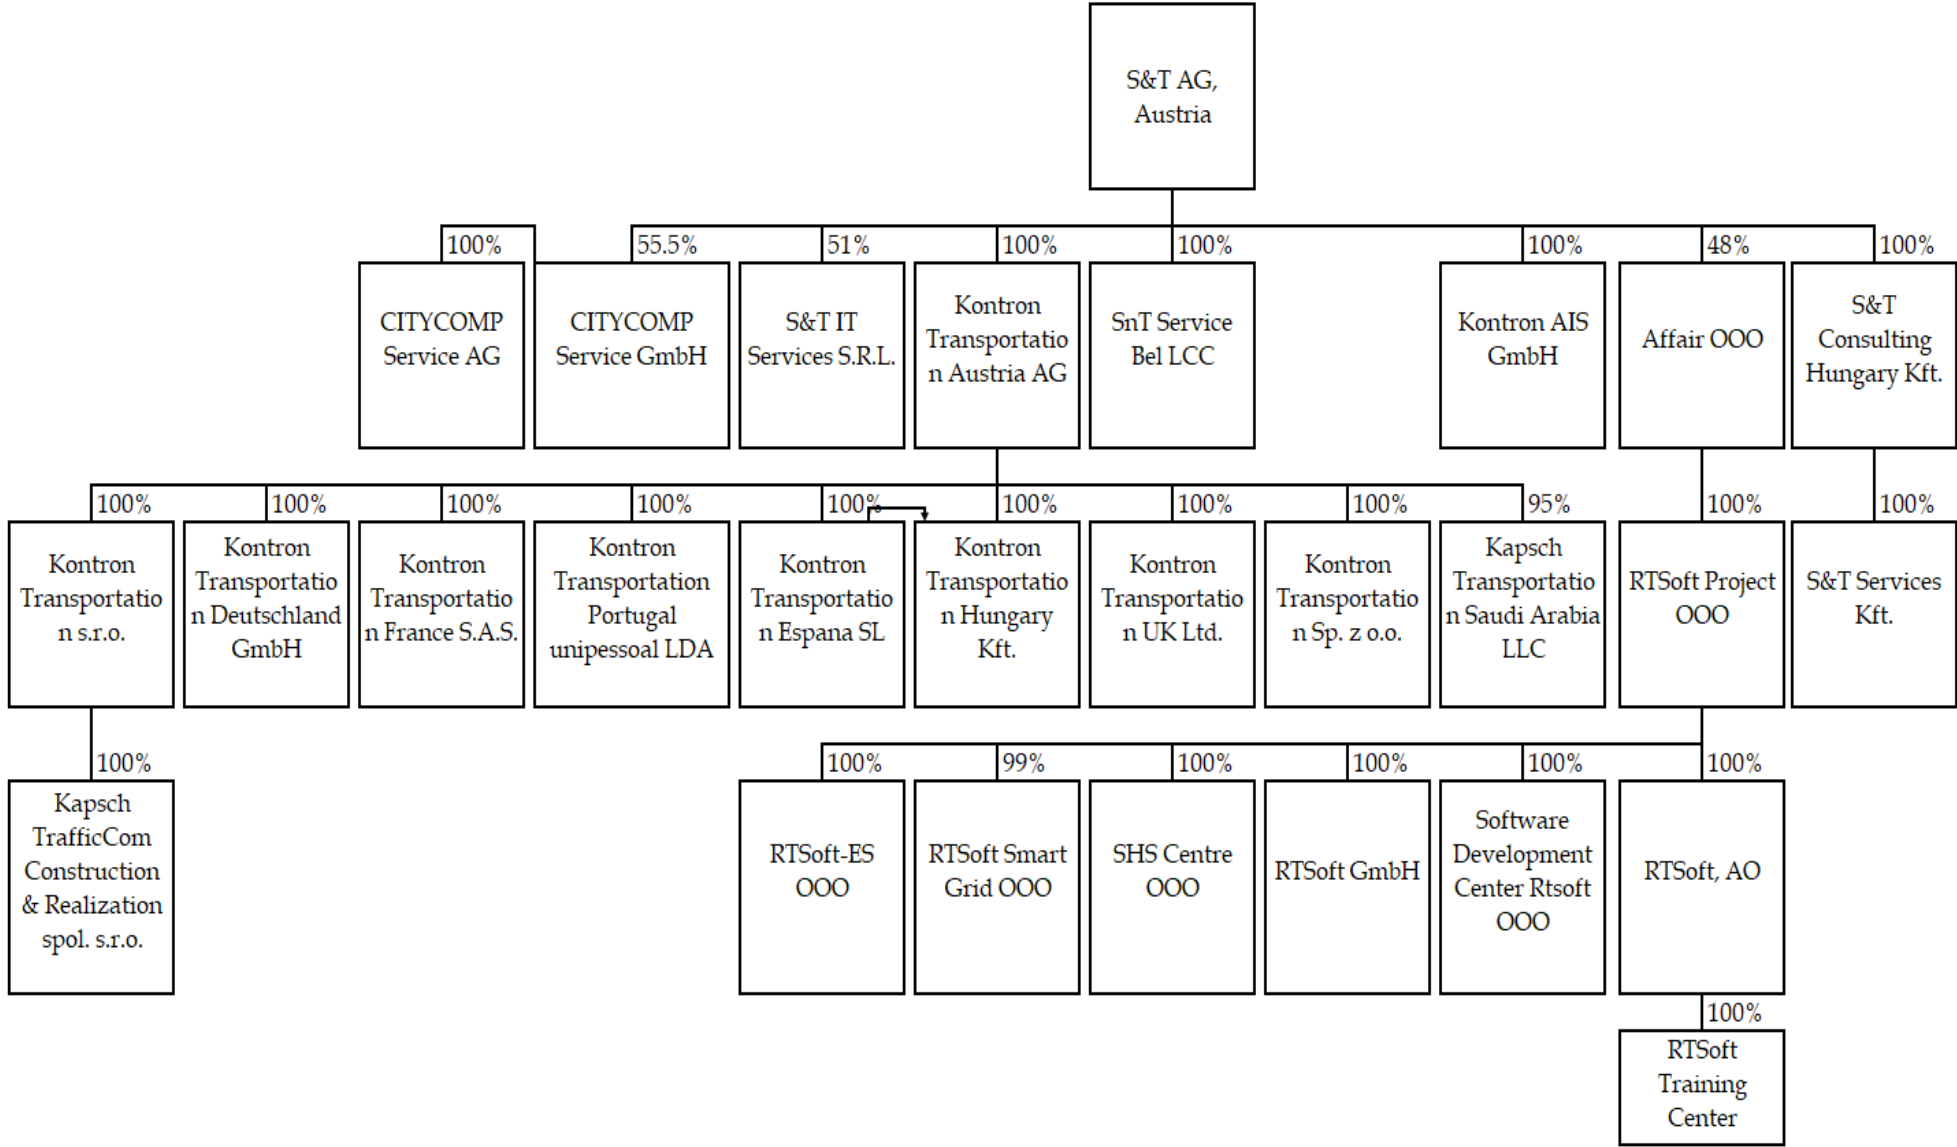 S&T AG,
Austria
100%
55.5%
51%
100%
100%
100%
48%
100%
CITYCOMP
Service AG
CITYCOMP
Service GmbH
S&T IT
Services S.R.L.
Kontron
Transportatio
n Austria AG
SnT Service
Bel LCC
Kontron AIS
GmbH
Affair OOO
S&T
Consulting
Hungary Kft.
100%
100%
100%
100%
100%
100%
100%
100%
95%
100%
100%
Kontron
Transportatio
n s.r.o.
Kontron
Transportatio
n Deutschland
GmbH
Kontron
Transportatio
n France S.A.S.
Kontron
Transportation
Portugal
unipessoal LDA
Kontron
Transportatio
n Espana SL
Kontron
Transportatio
n Hungary
Kft.
Kontron
Transportatio
n UK Ltd.
Kontron
Transportatio
n Sp. z o.o.
Kapsch
Transportatio
n Saudi Arabia
LLC
RTSoft Project
OOO
S&T Services
Kft.
100%
100%
99%
100%
100%
100%
100%
Kapsch
TrafficCom
Construction
& Realization
spol. s.r.o.
RTSoft-ES
OOO
RTSoft Smart
Grid OOO
SHS Centre
OOO
RTSoft GmbH
Software
Development
Center Rtsoft
OOO
RTSoft, AO
100%
RTSoft
Training
Center